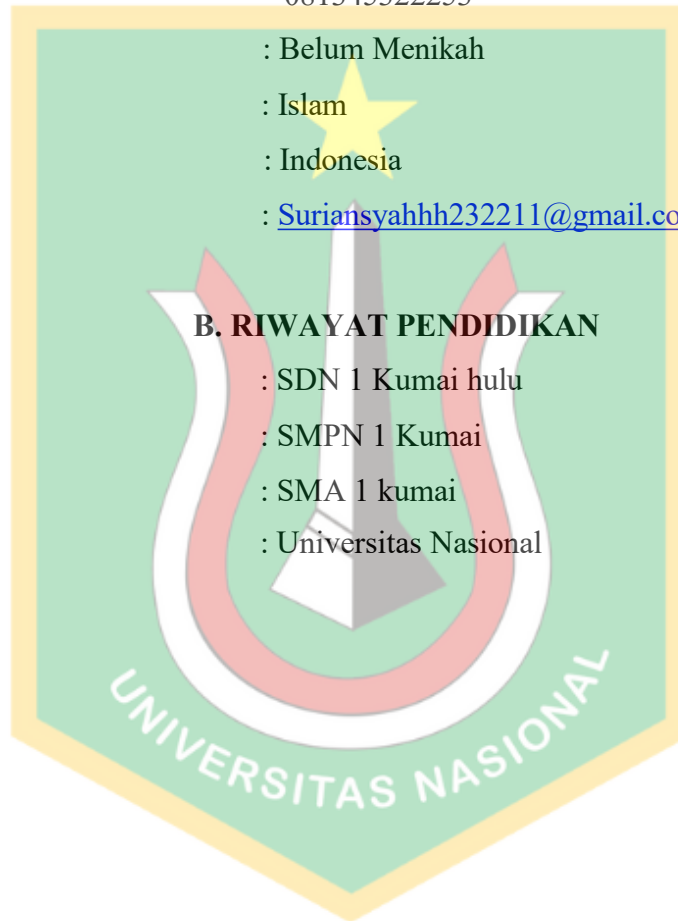 : Belum Menikah
: Islam
: Indonesia
: Suriansyahhh232211@gmail.co
B. RIWAYAT PENDIDIKAN
: SDN 1 Kumai hulu
: SMPN 1 Kumai
: SMA 1 kumai
: Universitas Nasional
UNIVERSITAS NASIONAL